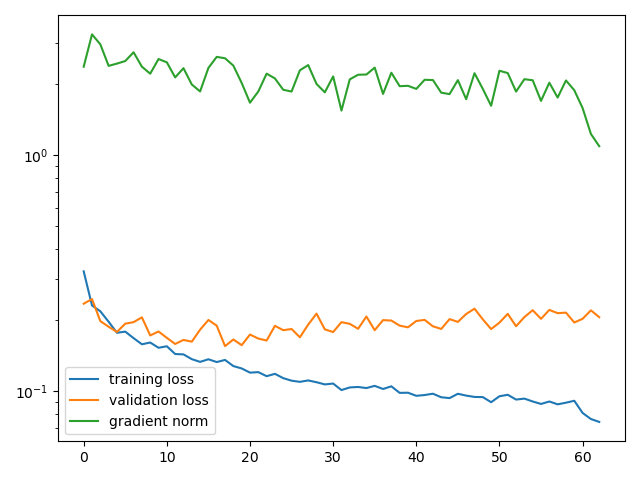 10⁰
10⁻¹
training loss
validation loss
gradient norm
0 10 20 30 40 50 60